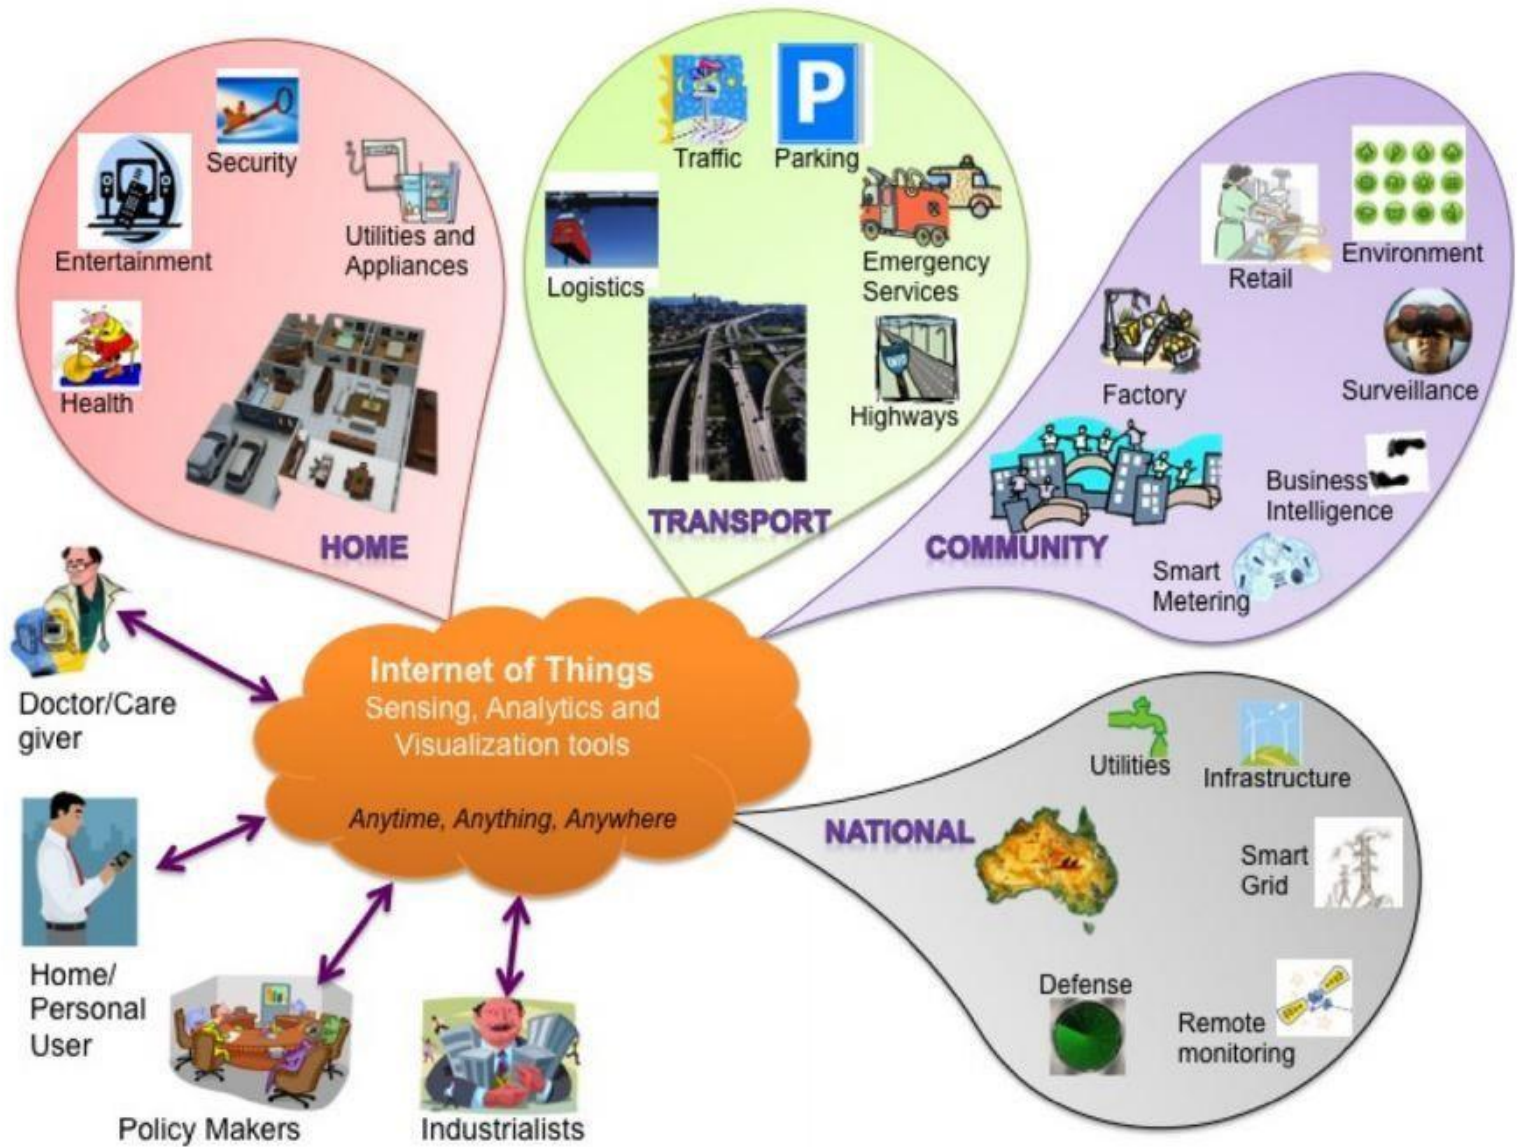 Security
Entertainment
Utilities and
Appliances
Health
HOME
Traffic
P
Parking
Logistics
Emergency
Services
Highways
TRANSPORT
Retail
Environment
Factory
Surveillance
Business
Intelligence
Smart
Metering
COMMUNITY
Internet of Things
Sensing, Analytics and
Visualization tools
Anytime, Anything, Anywhere
Doctor/Care
giver
Home/
Personal
User
Policy Makers
Industrialists
NATIONAL
Utilities
Infrastructure
Smart
Grid
Defense
Remote
monitoring